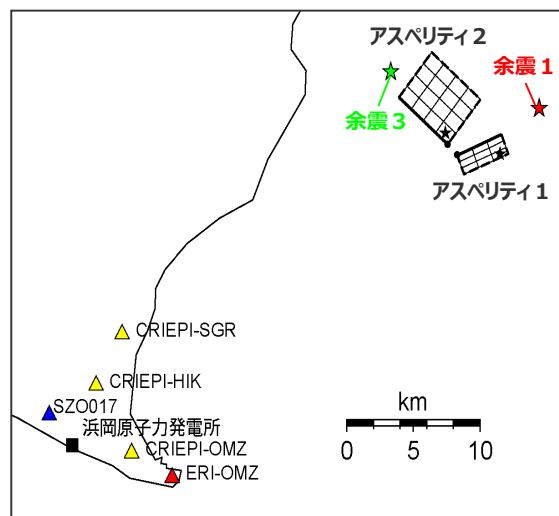 アスペリティ2
余震1
余震3
アスペリティ1
CRIEPI-SGR
CRIEPI-HIK
SZO017
浜岡原子力発電所
CRIEPI-OMZ
ERI-OMZ
km
0 5 10